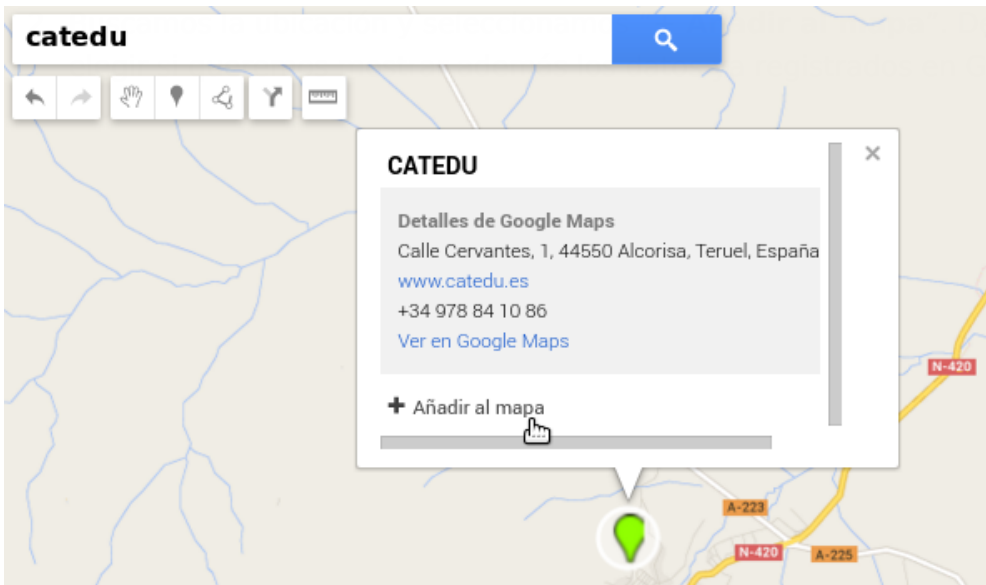 catedu
CATEDU
Detalles de Google Maps
Calle Cervantes, 1, 44550 Alcorisa, Teruel, España
www.catedu.es
+34 978 84 10 86
Ver en Google Maps
+ Añadir al mapa
N-420
A-223
N-420
A-225